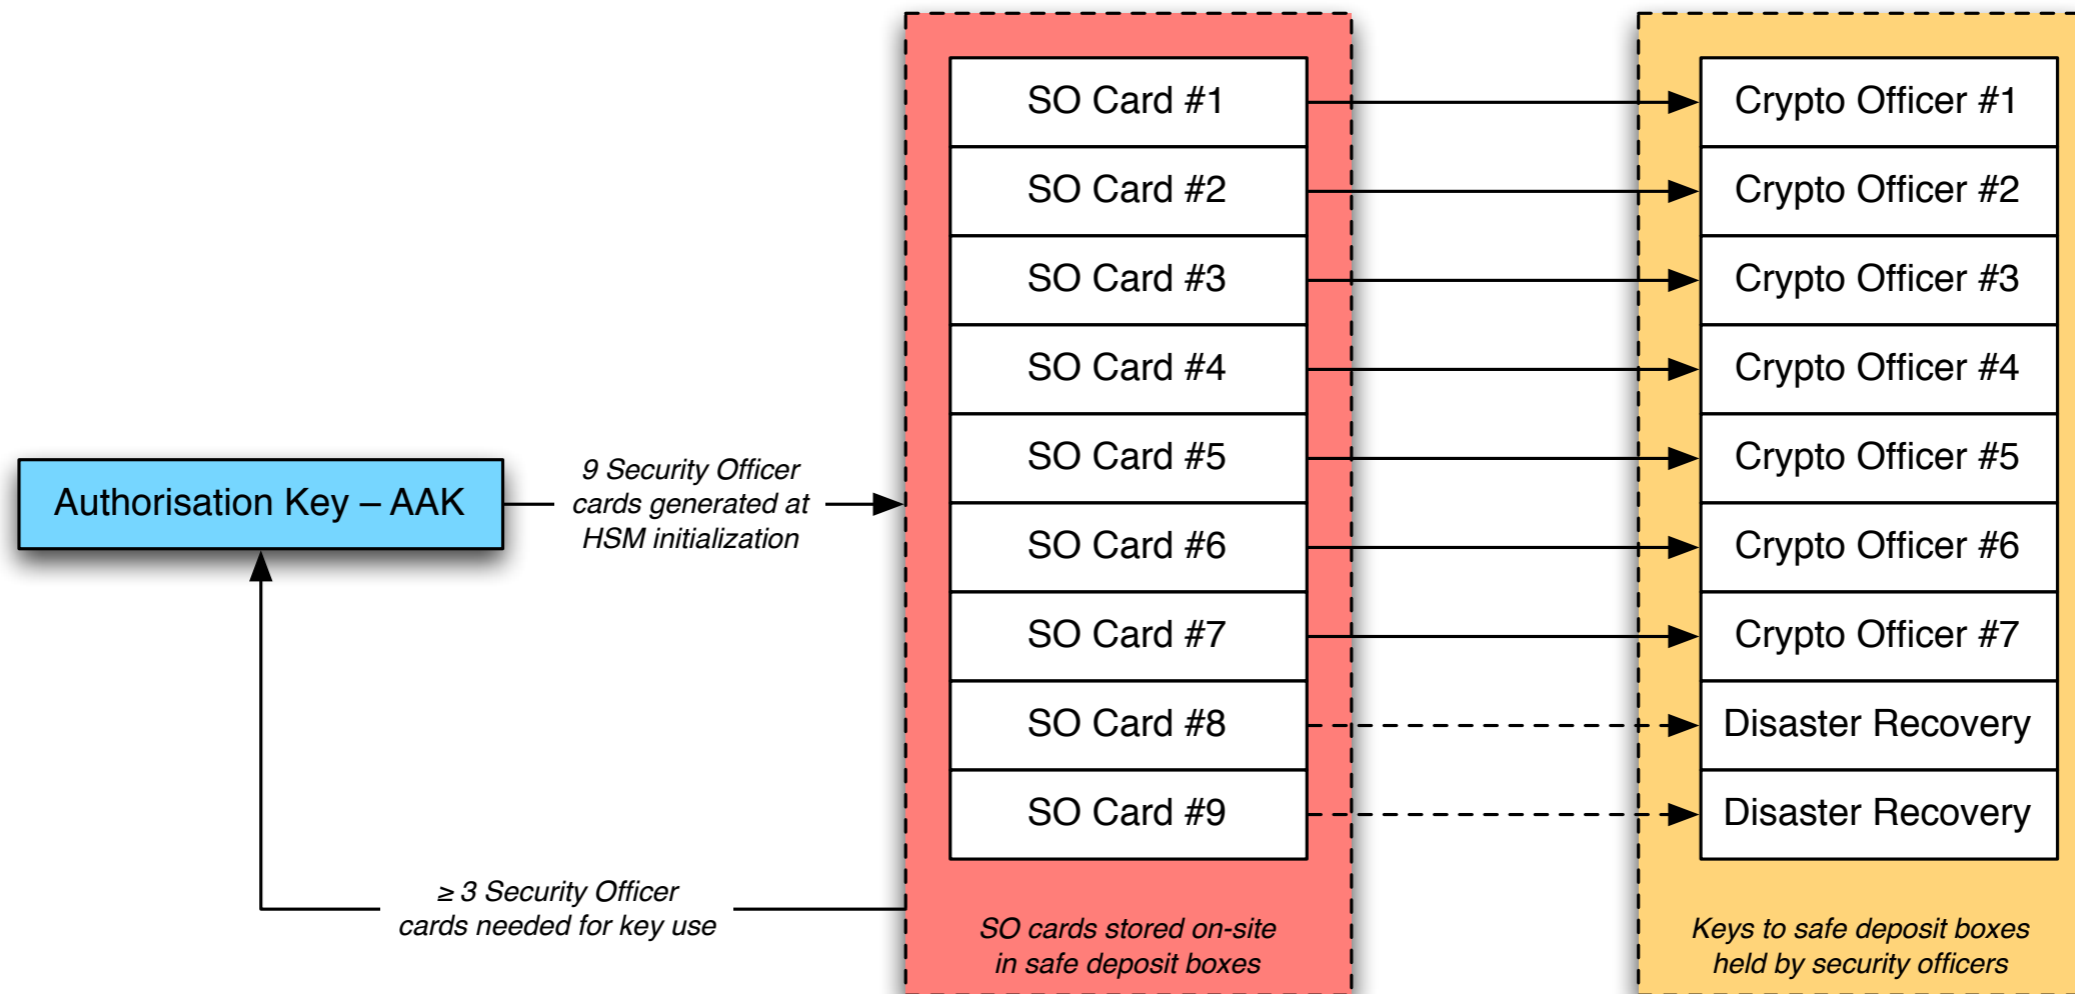 Authorisation Key – AAK
9 Security Officer
cards generated at
HSM initialization
≥ 3 Security Officer
cards needed for key use
SO Card #1
SO Card #2
SO Card #3
SO Card #4
SO Card #5
SO Card #6
SO Card #7
SO Card #8
SO Card #9
SO cards stored on-site
in safe deposit boxes
Crypto Officer #1
Crypto Officer #2
Crypto Officer #3
Crypto Officer #4
Crypto Officer #5
Crypto Officer #6
Crypto Officer #7
Disaster Recovery
Disaster Recovery
Keys to safe deposit boxes
held by security officers